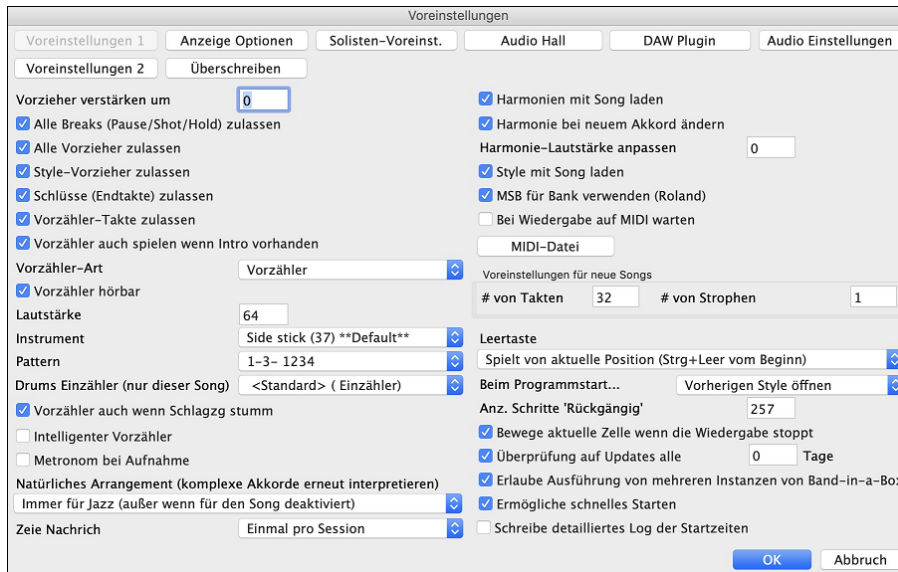 Voreinstellungen
Voreinstellungen 1 Anzeige Optionen Solisten-Voreinst. Audio Hall DAW Plugin Audio Einstellungen
Voreinstellungen 2 Überschreiben
Vorzieher verstärken um 0
Alle Breaks (Pause/Shot/Hold) zulassen
Alle Vorzieher zulassen
Style-Vorzieher zulassen
Schlüsse (Endtakte) zulassen
Vorzähler-Takte zulassen
Vorzähler auch spielen wenn Intro vorhanden
Vorzähler-Art Vorzähler
Vorzähler hörbar
Lautstärke 64
Instrument Side stick (37) **Default**
Pattern 1-3- 1234
Drums Einzähler (nur dieser Song) <Standard> ( Einzähler)
Vorzähler auch wenn Schlagzg stumm
Intelligenter Vorzähler
Metronom bei Aufnahme
Natürliches Arrangement (komplexe Akkorde erneut interpretieren)
Immer für Jazz (außer wenn für den Song deaktiviert)
Zeie Nachrich Einmal pro Session
Harmonien mit Song laden
Harmonie bei neuem Akkord ändern
Harmonie-Lautstärke anpassen 0
Style mit Song laden
MSB für Bank verwenden (Roland)
Bei Wiedergabe auf MIDI warten
MIDI-Datei
Voreinstellungen für neue Songs
# von Takten 32 # von Strophen 1
Leertaste
Spielt von aktuelle Position (Strg+Leer vom Beginn)
Beim Programmstart... Vorherigen Style öffnen
Anz. Schritte 'Rückgängig' 257
Bewege aktuelle Zelle wenn die Wiedergabe stoppt
Überprüfung auf Updates alle 0 Tage
Erlaube Ausführung von mehreren Instanzen von Band-in-a-Box
Ermögliche schnelles Starten
Schreibe detailliertes Log der Startzeiten
OK Abbruch